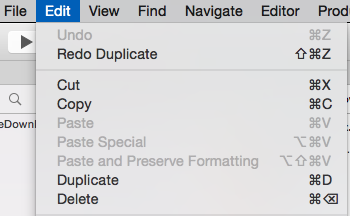 File Edit View Find Navigate Editor
Undo ⌘Z
Redo Duplicate ⇧⌘Z
Cut ⌘X
Copy ⌘C
Paste ⌘V
Paste Special ⌥⌘V
Paste and Preserve Formatting ⌥⇧⌘V
Duplicate ⌘D
Delete ⌘⌫